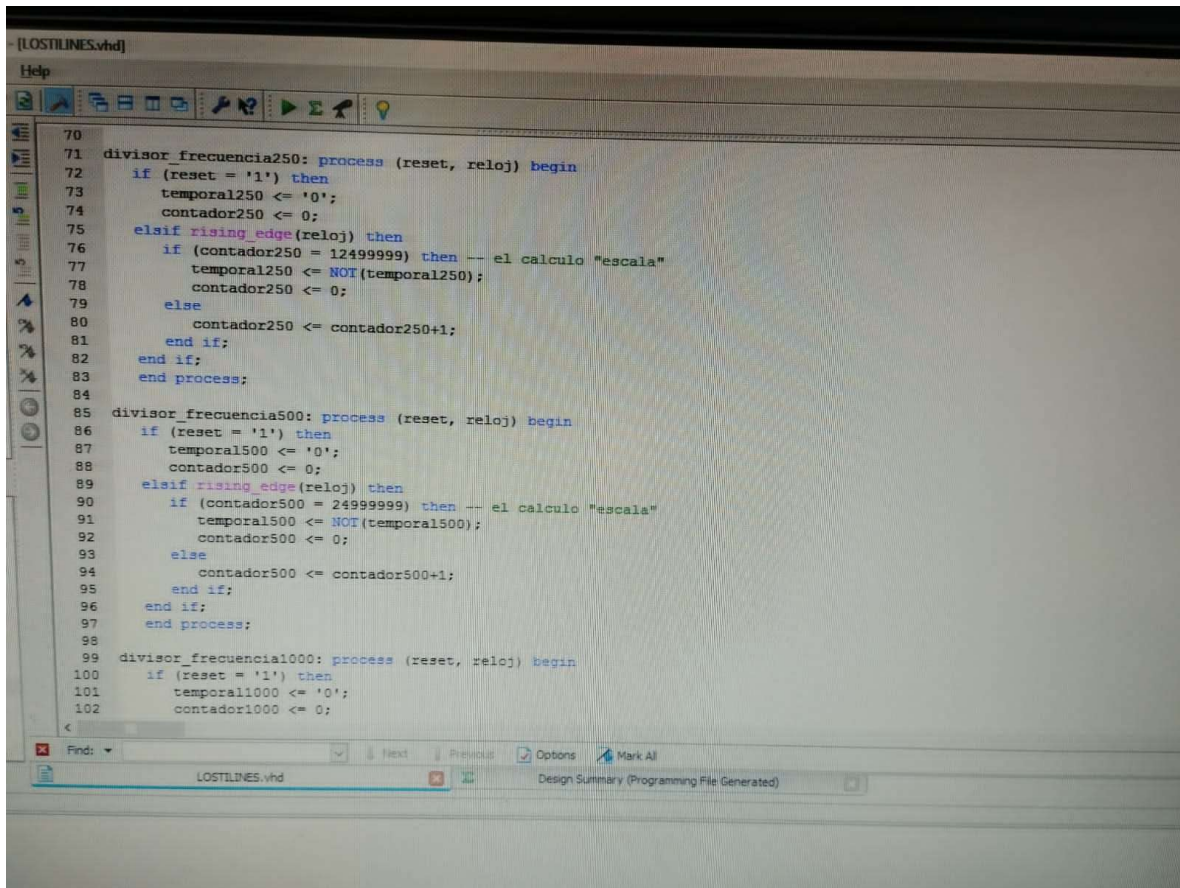 - [LOSTILINES.vhd]
Help
70
71 divisor_frecuencia250: process (reset, reloj) begin
72 if (reset = '1') then
73 temporal250 <= '0';
74 contador250 <= 0;
75 elsif rising_edge(reloj) then
76 if (contador250 = 12499999) then -- el calculo "escala"
77 temporal250 <= NOT(temporal250);
78 contador250 <= 0;
79 else
80 contador250 <= contador250+1;
81 end if;
82 end if;
83 end process;
84
85 divisor_frecuencia500: process (reset, reloj) begin
86 if (reset = '1') then
87 temporal500 <= '0';
88 contador500 <= 0;
89 elsif rising_edge(reloj) then
90 if (contador500 = 24999999) then -- el calculo "escala"
91 temporal500 <= NOT(temporal500);
92 contador500 <= 0;
93 else
94 contador500 <= contador500+1;
95 end if;
96 end if;
97 end process;
98
99 divisor_frecuencia1000: process (reset, reloj) begin
100 if (reset = '1') then
101 temporal1000 <= '0';
102 contador1000 <= 0;
Find: Next Previous Options Mark All
LOSTILINES.vhd Design Summary (Programming File Generated)